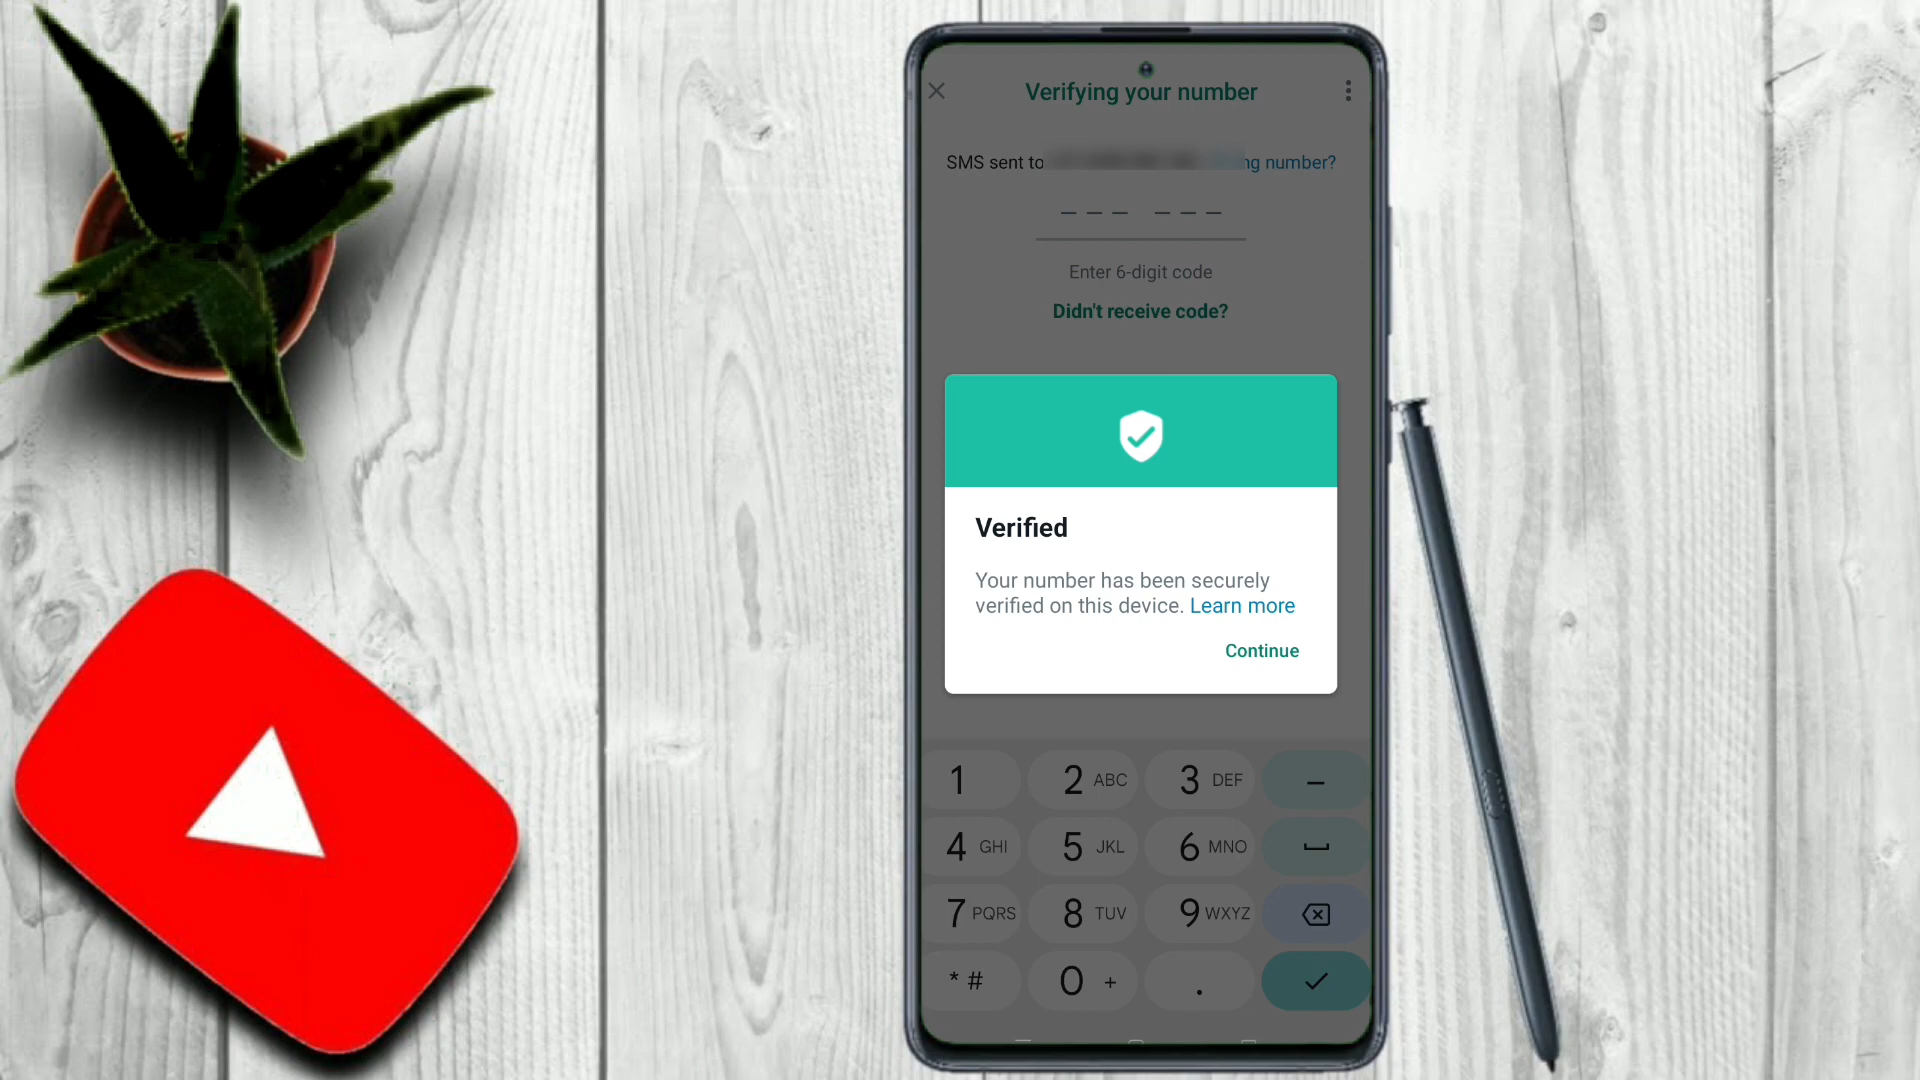 Verifying your number
SMS sent to number?
Enter 6-digit code
Didn't receive code?
Verified
Your number has been securely
verified on this device. Learn more
Continue
1 2 ABC 3 DEF –
4 GHI 5 JKL 6 MNO
7 PQRS 8 TUV 9 WXYZ
* # 0 + .